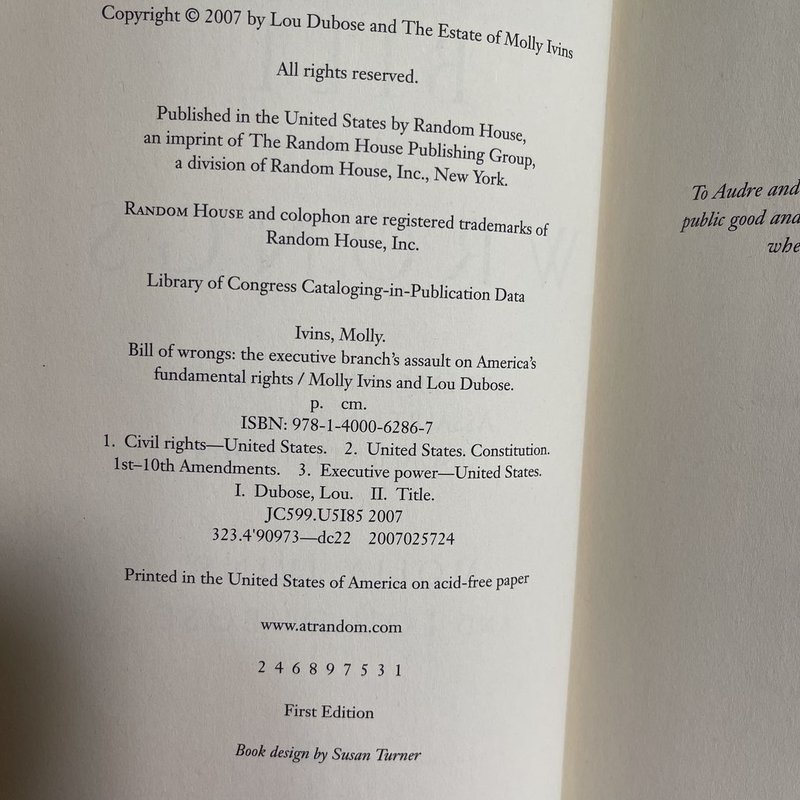 Copyright © 2007 by Lou Dubose and The Estate of Molly Ivins
All rights reserved.
Published in the United States by Random House,
an imprint of The Random House Publishing Group,
a division of Random House, Inc., New York.
RANDOM HOUSE and colophon are registered trademarks of
Random House, Inc.
Library of Congress Cataloging-in-Publication Data
Ivins, Molly.
Bill of wrongs: the executive branch's assault on America's
fundamental rights / Molly Ivins and Lou Dubose.
p. cm.
ISBN: 978-1-4000-6286-7
1. Civil rights—United States. 2. United States. Constitution.
1st–10th Amendments. 3. Executive power—United States.
I. Dubose, Lou. II. Title.
JC599.U5I85 2007
323.4'90973—dc22 2007025724
Printed in the United States of America on acid-free paper
www.atrandom.com
2 4 6 8 9 7 5 3 1
First Edition
Book design by Susan Turner
To Audre and
public good and
whe